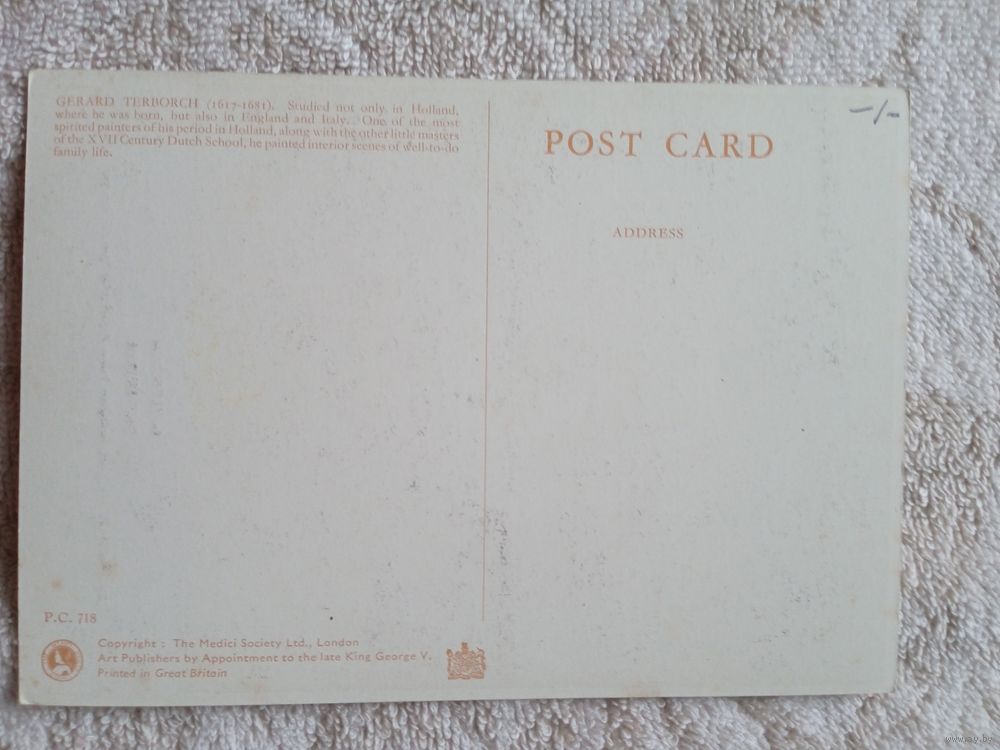 GERARD TERBORCH (1617-1681). Studied not only in Holland,
where he was born, but also in England and Italy. One of the most
spirited painters of his period in Holland, along with the other little masters
of the XVII Century Dutch School, he painted interior scenes of well-to-do
family life.
-/-
POST CARD
ADDRESS
P.C. 718
Copyright : The Medici Society Ltd., London
Art Publishers by Appointment to the late King George V.
Printed in Great Britain
www.ay.by